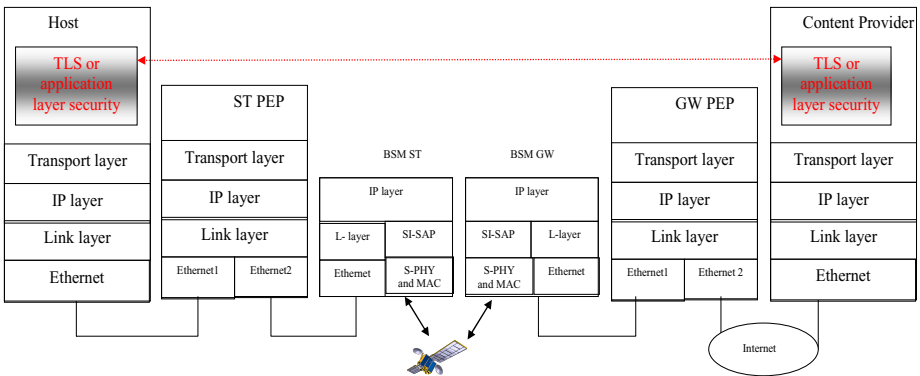 Host
TLS or
application
layer security
Transport layer
IP layer
Link layer
Ethernet
ST PEP
Transport layer
IP layer
Link layer
Ethernet1
Ethernet2
BSM ST
IP layer
L- layer
SI-SAP
Ethernet
S-PHY
and MAC
BSM GW
IP layer
SI-SAP
L-layer
S-PHY
and MAC
Ethernet
GW PEP
Transport layer
IP layer
Link layer
Ethernet1
Ethernet 2
Content Provider
TLS or
application
layer security
Transport layer
IP layer
Link layer
Ethernet
Internet